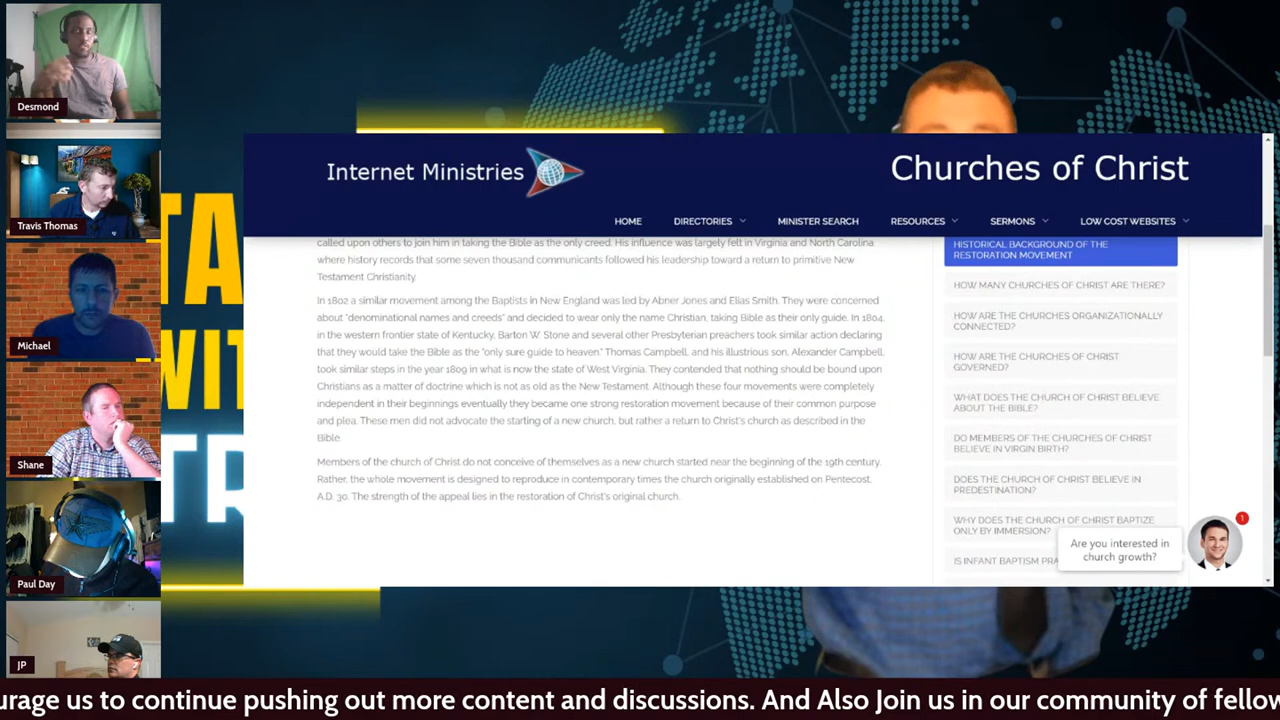 Desmond
Travis Thomas
Michael
Shane
Paul Day
JP
TA
WIT
TR
Internet Ministries
Churches of Christ
HOME
DIRECTORIES
MINISTER SEARCH
RESOURCES
SERMONS
LOW COST WEBSITES
called upon others to join him in taking the Bible as the only creed. His influence was largely felt in Virginia and North Carolina
where history records that some seven thousand communicants followed his leadership toward a return to primitive New
Testament Christianity.
In 1802 a similar movement among the Baptists in New England was led by Abner Jones and Elias Smith. They were concerned
about "denominational names and creeds" and decided to wear only the name Christian, taking Bible as their only guide. In 1804,
in the western frontier state of Kentucky, Barton W. Stone and several other Presbyterian preachers took similar action declaring
that they would take the Bible as the "only sure guide to heaven." Thomas Campbell, and his illustrious son, Alexander Campbell,
took similar steps in the year 1809 in what is now the state of West Virginia. They contended that nothing should be bound upon
Christians as a matter of doctrine which is not as old as the New Testament. Although these four movements were completely
independent in their beginnings eventually they became one strong restoration movement because of their common purpose
and plea. These men did not advocate the starting of a new church, but rather a return to Christ's church as described in the
Bible.
Members of the church of Christ do not conceive of themselves as a new church started near the beginning of the 19th century.
Rather, the whole movement is designed to reproduce in contemporary times the church originally established on Pentecost,
A.D. 30. The strength of the appeal lies in the restoration of Christ's original church.
HISTORICAL BACKGROUND OF THE
RESTORATION MOVEMENT
HOW MANY CHURCHES OF CHRIST ARE THERE?
HOW ARE THE CHURCHES ORGANIZATIONALLY
CONNECTED?
HOW ARE THE CHURCHES OF CHRIST
GOVERNED?
WHAT DOES THE CHURCH OF CHRIST BELIEVE
ABOUT THE BIBLE?
DO MEMBERS OF THE CHURCHES OF CHRIST
BELIEVE IN VIRGIN BIRTH?
DOES THE CHURCH OF CHRIST BELIEVE IN
PREDESTINATION?
WHY DOES THE CHURCH OF CHRIST BAPTIZE
ONLY BY IMMERSION?
IS INFANT BAPTISM PRA
Are you interested in
church growth?
1
urage us to continue pushing out more content and discussions. And Also Join us in our community of fellow